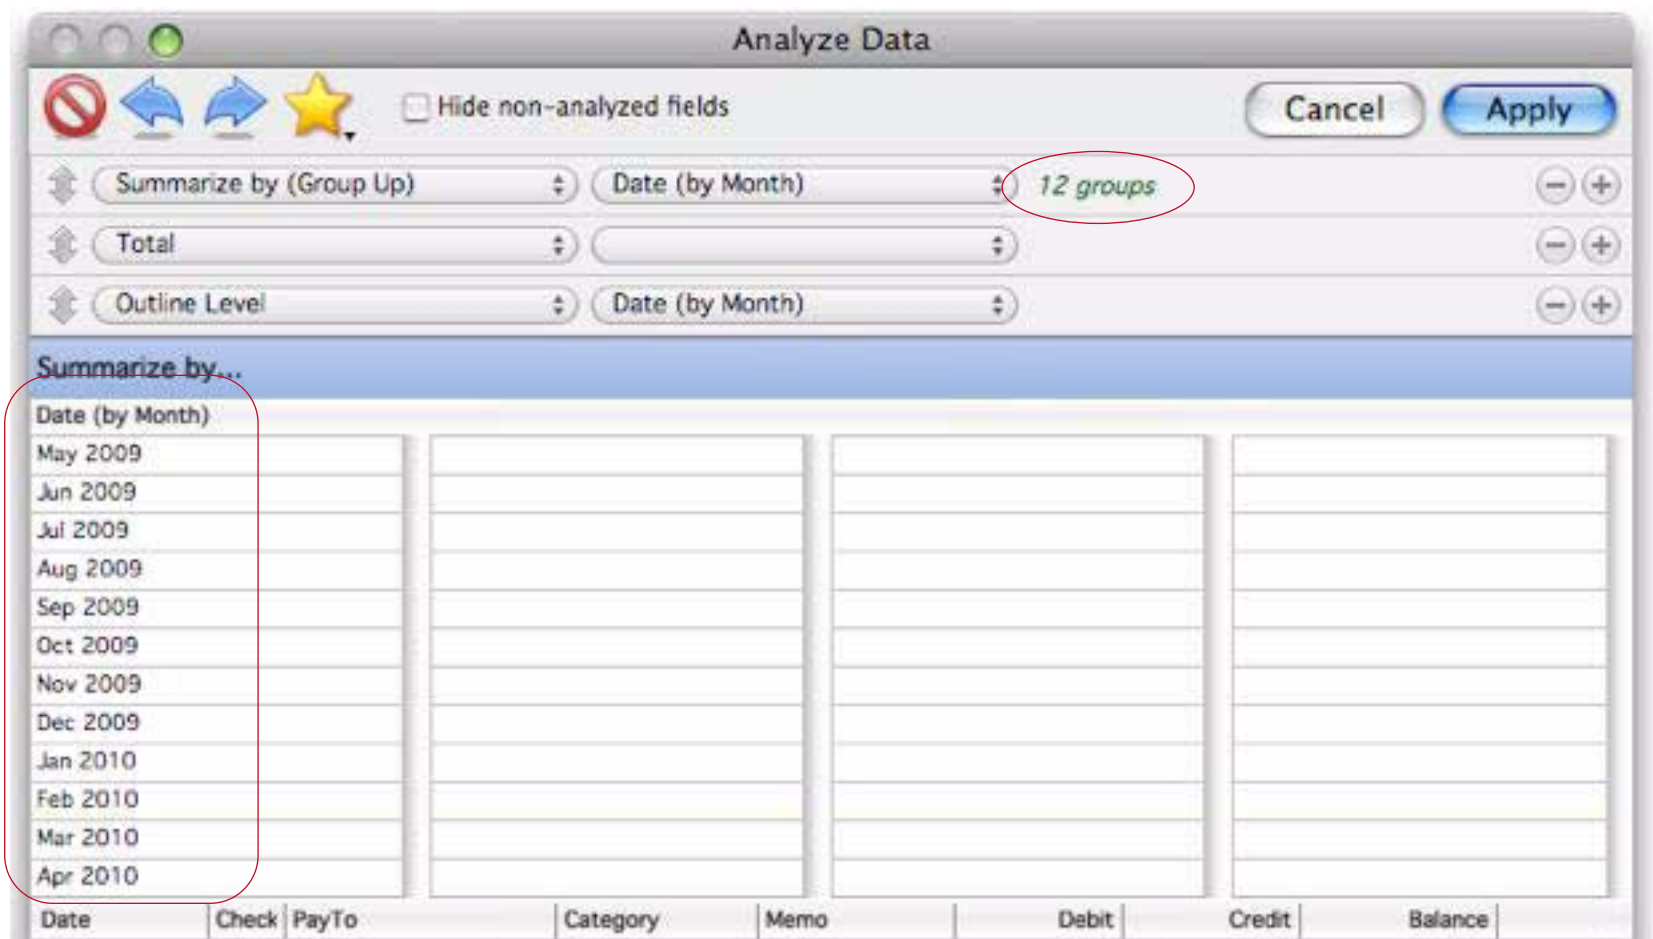 Analyze Data
Hide non-analyzed fields
Cancel
Apply
Summarize by (Group Up)
Date (by Month)
12 groups
Total
Outline Level
Date (by Month)
Summarize by...
Date (by Month)
May 2009
Jun 2009
Jul 2009
Aug 2009
Sep 2009
Oct 2009
Nov 2009
Dec 2009
Jan 2010
Feb 2010
Mar 2010
Apr 2010
Date Check PayTo Category Memo Debit Credit Balance